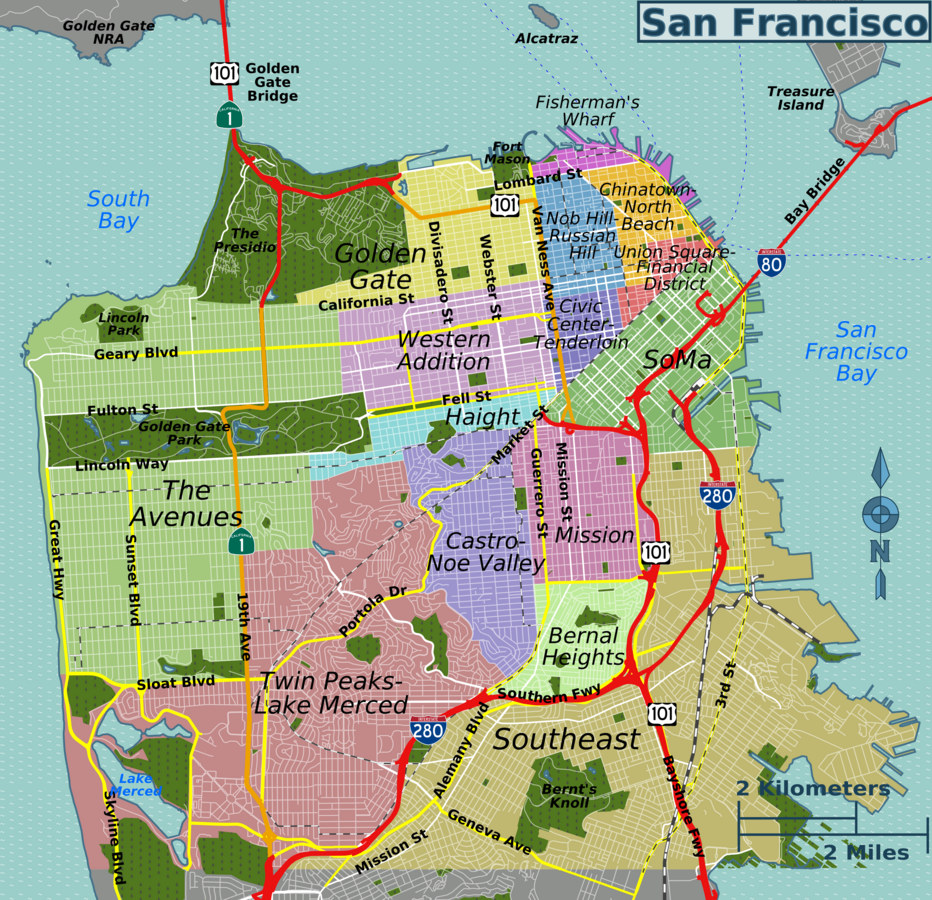 San Francisco
Golden Gate
NRA
Alcatraz
101
Golden
Gate
Bridge
1
Treasure
Island
Fisherman's
Wharf
Fort
Mason
Lombard St
101
Chinatown-
North
Beach
Bay Bridge
South
Bay
The
Presidio
Golden
Gate
Divisadero St
Webster St
Van Ness Ave
Nob Hill-
Russian
Hill
Union Square-
Financial
District
INTERSTATE
80
California St
Lincoln
Park
Geary Blvd
Western
Addition
Civic
Center-
Tenderloin
SoMa
San
Francisco
Bay
Fulton St
Fell St
Haight
Golden Gate
Park
Market St
Lincoln Way
The
Avenues
Guerrero St
Mission St
Mission
280
Great Hwy
Sunset Blvd
1
19th Ave
Castro-
Noe Valley
101
N
Portola Dr
Bernal
Heights
Sloat Blvd
Twin Peaks-
Lake Merced
Southern Fwy
3rd St
280
101
Alemany Blvd
Southeast
Lake
Merced
Skyline Blvd
Bernt's
Knoll
Bayshore Fwy
Geneva Ave
Mission St
2 Kilometers
2 Miles